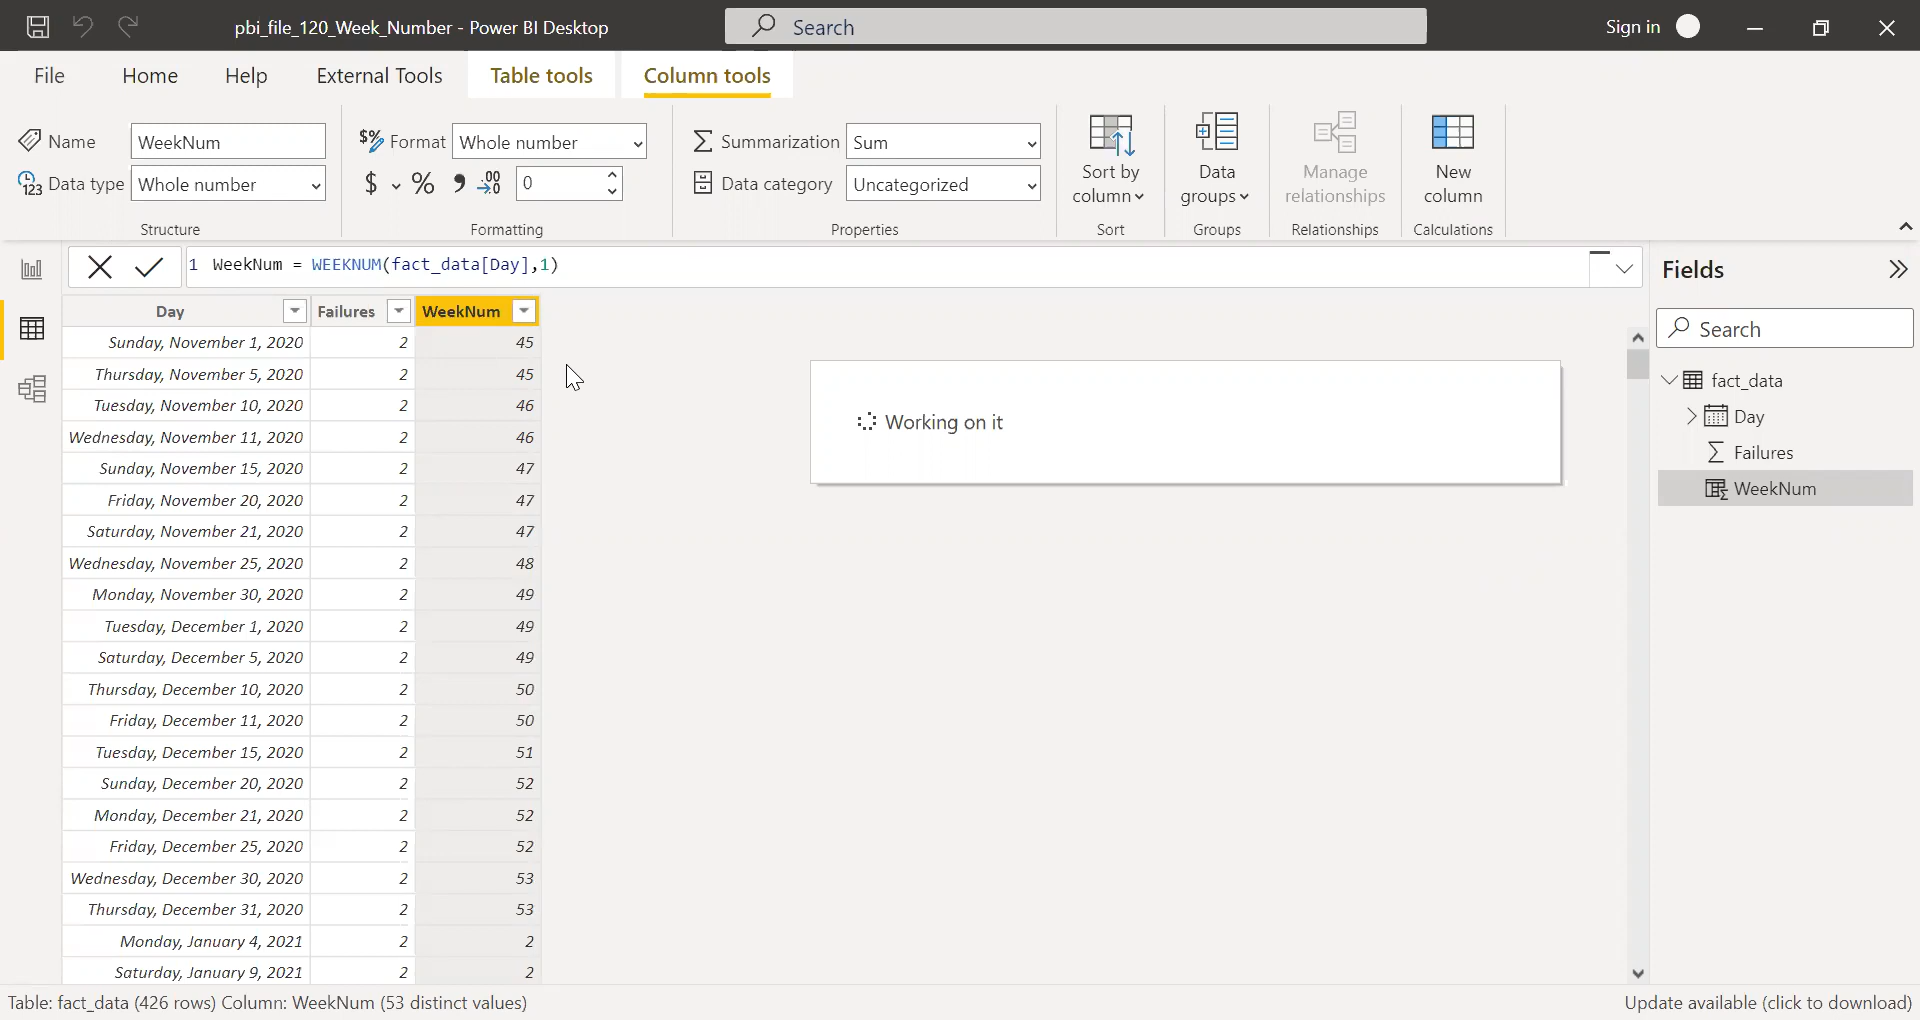 pbi_file_120_Week_Number - Power BI Desktop
Search
Sign in
File Home Help External Tools Table tools Column tools
Name WeekNum
Data type Whole number
Structure
Format Whole number
$ % 9 .00 0
Formatting
Summarization Sum
Data category Uncategorized
Properties
Sort by
column
Sort
Data
groups
Groups
Manage
relationships
Relationships
New
column
Calculations
1 WeekNum = WEEKNUM(fact_data[Day],1)
Day Failures WeekNum
Sunday, November 1, 2020 2 45
Thursday, November 5, 2020 2 45
Tuesday, November 10, 2020 2 46
Wednesday, November 11, 2020 2 46
Sunday, November 15, 2020 2 47
Friday, November 20, 2020 2 47
Saturday, November 21, 2020 2 47
Wednesday, November 25, 2020 2 48
Monday, November 30, 2020 2 49
Tuesday, December 1, 2020 2 49
Saturday, December 5, 2020 2 49
Thursday, December 10, 2020 2 50
Friday, December 11, 2020 2 50
Tuesday, December 15, 2020 2 51
Sunday, December 20, 2020 2 52
Monday, December 21, 2020 2 52
Friday, December 25, 2020 2 52
Wednesday, December 30, 2020 2 53
Thursday, December 31, 2020 2 53
Monday, January 4, 2021 2 2
Saturday, January 9, 2021 2 2
Working on it
Fields
Search
fact_data
Day
Failures
WeekNum
Table: fact_data (426 rows) Column: WeekNum (53 distinct values)
Update available (click to download)